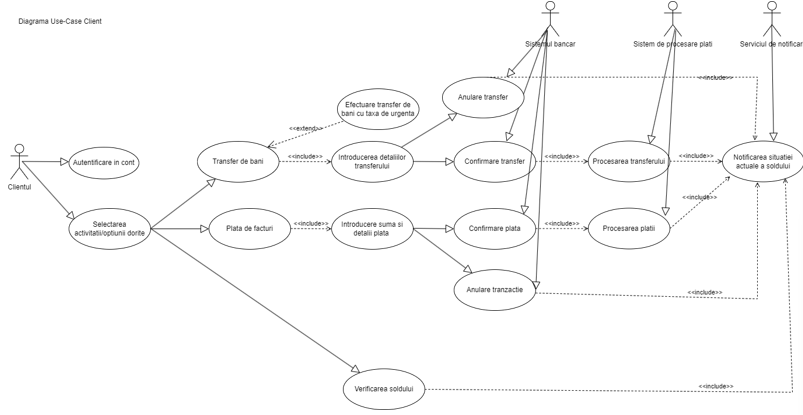 Diagrama Use-Case Client
Sistemul bancar
Sistem de procesare plati
Serviciul de notificar
<<include>>
Anulare transfer
Efectuare transfer de
bani cu taxa de urgenta
<<extend>>
Clientul
Autentificare in cont
Transfer de bani
<<include>>
Introducerea detaliilor
transferului
Confirmare transfer
<<include>>
Procesarea transferului
<<include>>
Notificarea situatiei
actuale a soldului
<<include>>
Selectarea
activitatii/optiunii dorite
Plata de facturi
<<include>>
Introducere suma si
detalii plata
Confirmare plata
<<include>>
Procesarea platii
Anulare tranzactie
<<include>>
Verificarea soldului
<<include>>